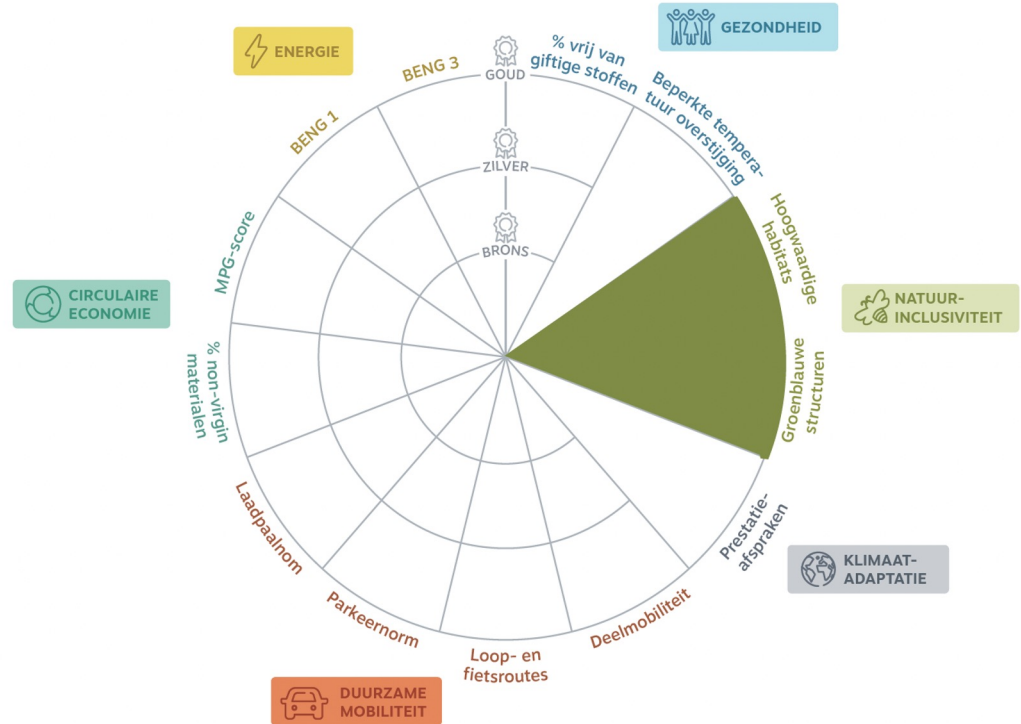 GEZONDHEID
ENERGIE
% vrij van
giftige stoffen
Beperkte tempera-
tuur overstijging
BENG 3
GOUD
BENG 1
ZILVER
BRONS
Hoogwaardige
habitats
MPG-score
CIRCULAIRE
ECONOMIE
NATUUR-
INCLUSIVITEIT
Groenblauwe
structuren
% non-virgin
materialen
Laadpaalnom
Prestatie-
afspraken
KLIMAAT-
ADAPTATIE
Parkeernorm
Deelmobiliteit
Loop- en
fietsroutes
DUURZAME
MOBILITEIT